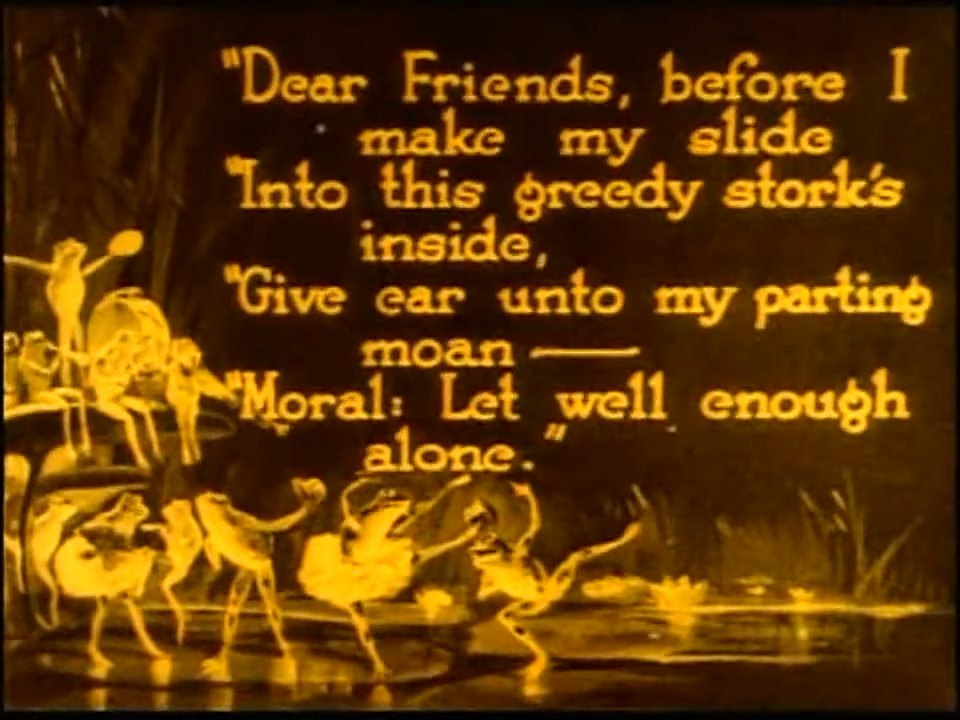 "Dear Friends, before I
make my slide
"Into this greedy stork's
inside,
"Give ear unto my parting
moan —
"Moral: Let well enough
alone."